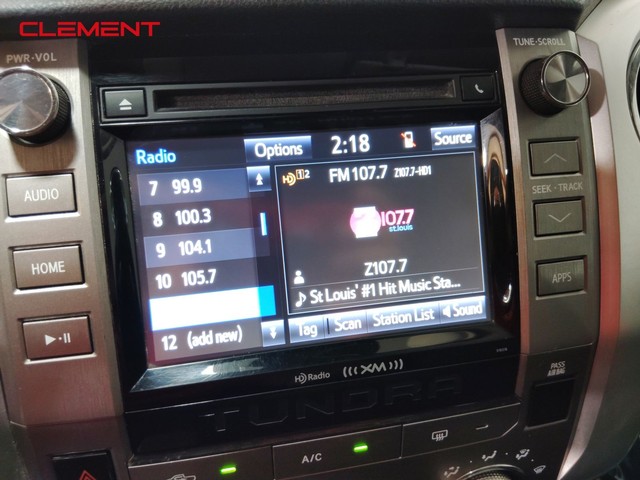 CLEMENT
PWR•VOL
TUNE•SCROLL
Radio
Options
2:18
Source
7 99.9
FM107.7 Z107.7-HD1
8 100.3
107.7
st.louis
9 104.1
10 105.7
Z107.7
St Louis' #1 Hit Music Sta...
12 (add new)
Tag
Scan
Station List
Sound
AUDIO
HOME
SEEK•TRACK
APPS
HD Radio
(((XM)))
TUNDRA
PASS
AIR BAG
A/C